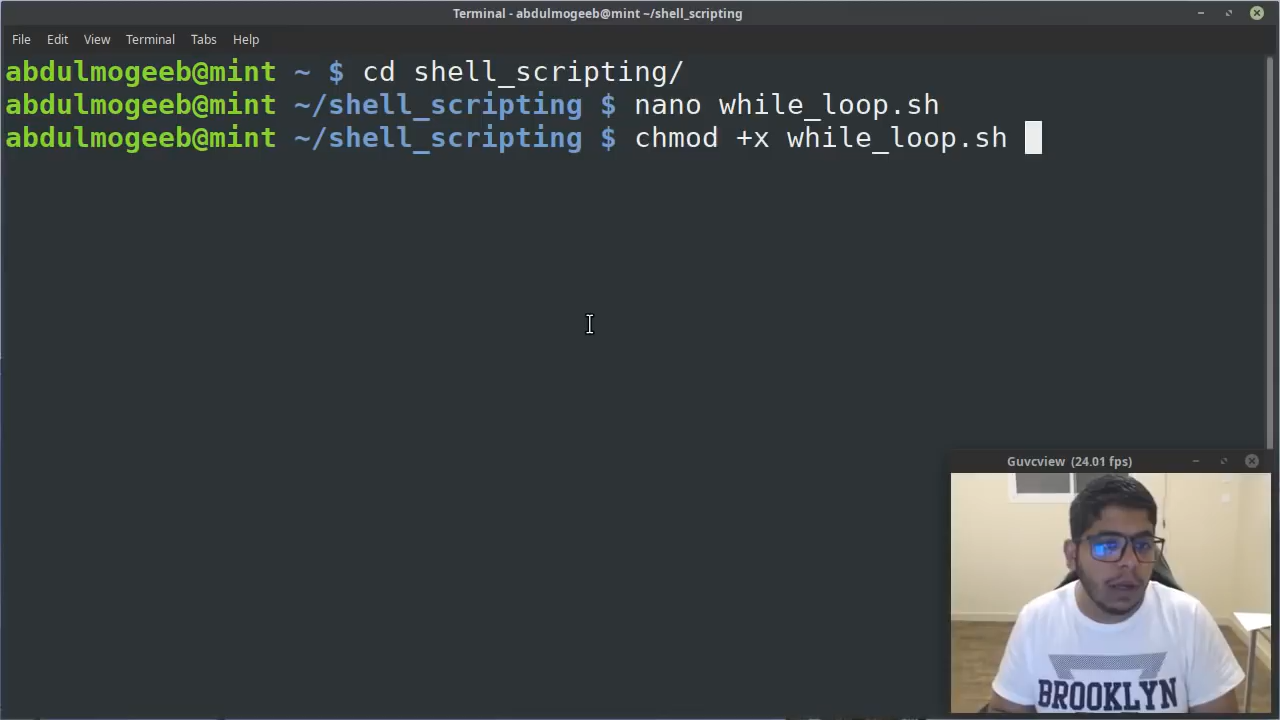 Terminal - abdulmogeeb@mint ~/shell_scripting
File Edit View Terminal Tabs Help
abdulmogeeb@mint ~ $ cd shell_scripting/
abdulmogeeb@mint ~/shell_scripting $ nano while_loop.sh
abdulmogeeb@mint ~/shell_scripting $ chmod +x while_loop.sh
Guvcview (24.01 fps)
BROOKLYN